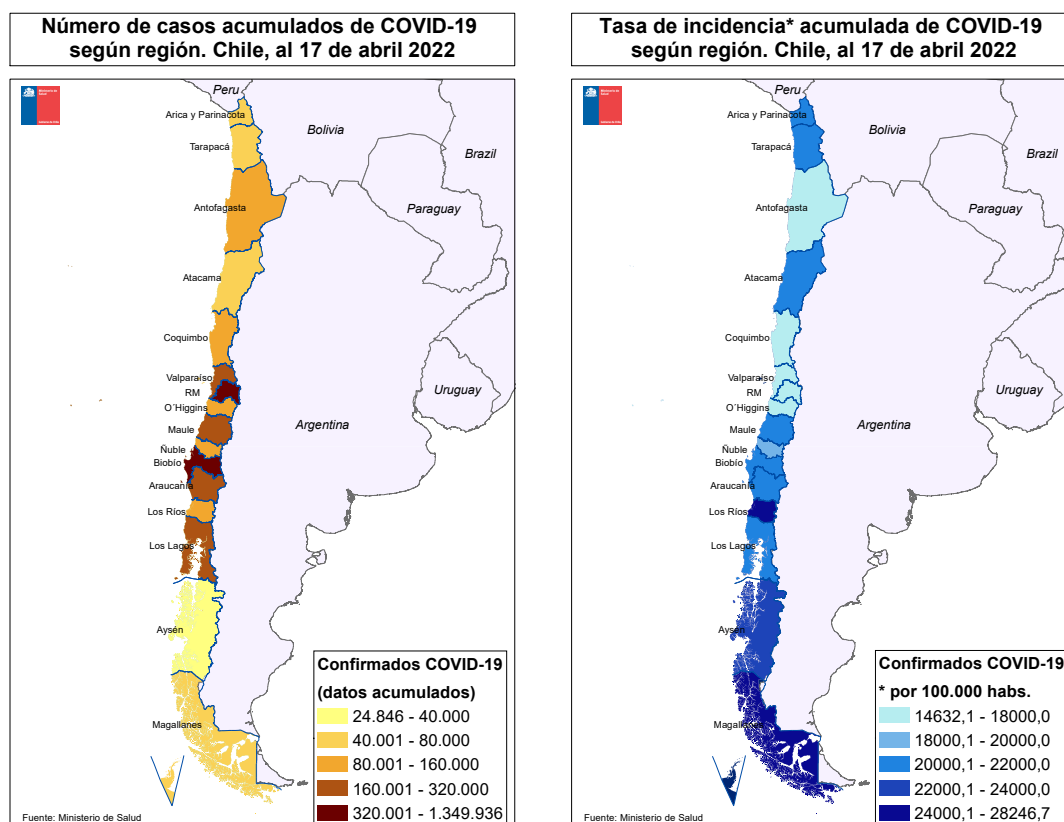 Número de casos acumulados de COVID-19
según región. Chile, al 17 de abril 2022
Peru
Arica y Parinacota
Bolivia
Tarapacá
Brazil
Antofagasta
Paraguay
Atacama
Coquimbo
Valparaíso
RM
Uruguay
O´Higgins
Argentina
Maule
Ñuble
Biobío
Araucanía
Los Ríos
Los Lagos
Aysén
Magallanes
Confirmados COVID-19
(datos acumulados)
24.846 - 40.000
40.001 - 80.000
80.001 - 160.000
160.001 - 320.000
320.001 - 1.349.936
Fuente: Ministerio de Salud
Tasa de incidencia* acumulada de COVID-19
según región. Chile, al 17 de abril 2022
Peru
Arica y Parinacota
Bolivia
Tarapacá
Brazil
Antofagasta
Paraguay
Atacama
Coquimbo
Valparaíso
RM
Uruguay
O´Higgins
Argentina
Maule
Ñuble
Biobío
Araucanía
Los Ríos
Los Lagos
Aysén
Magallanes
Confirmados COVID-19
* por 100.000 habs.
14632,1 - 18000,0
18000,1 - 20000,0
20000,1 - 22000,0
22000,1 - 24000,0
24000,1 - 28246,7
Fuente: Ministerio de Salud